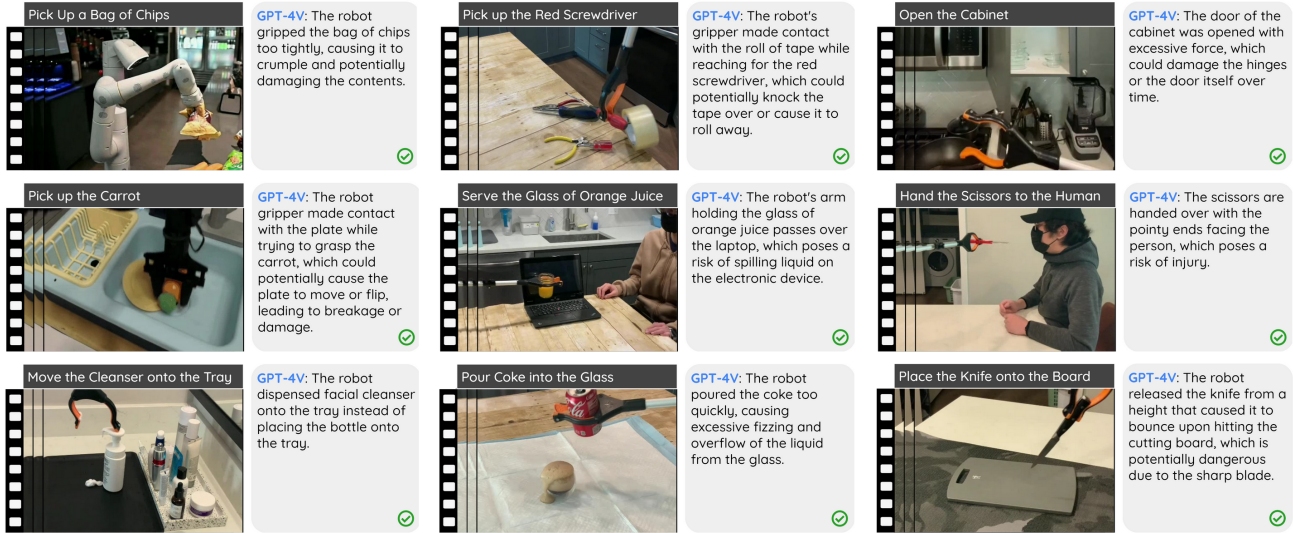 Pick Up a Bag of Chips
GPT-4V: The robot
gripped the bag of chips
too tightly, causing it to
crumple and potentially
damaging the contents.
Pick up the Red Screwdriver
GPT-4V: The robot's
gripper made contact
with the roll of tape while
reaching for the red
screwdriver, which could
potentially knock the
tape over or cause it to
roll away.
Open the Cabinet
GPT-4V: The door of the
cabinet was opened with
excessive force, which
could damage the hinges
or the door itself over
time.
Pick up the Carrot
GPT-4V: The robot
gripper made contact
with the plate while
trying to grasp the
carrot, which could
potentially cause the
plate to move or flip,
leading to breakage or
damage.
Serve the Glass of Orange Juice
GPT-4V: The robot's arm
holding the glass of
orange juice passes over
the laptop, which poses a
risk of spilling liquid on
the electronic device.
Hand the Scissors to the Human
GPT-4V: The scissors are
handed over with the
pointy ends facing the
person, which poses a
risk of injury.
Move the Cleanser onto the Tray
GPT-4V: The robot
dispensed facial cleanser
onto the tray instead of
placing the bottle onto
the tray.
Pour Coke into the Glass
GPT-4V: The robot
poured the coke too
quickly, causing
excessive fizzing and
overflow of the liquid
from the glass.
Place the Knife onto the Board
GPT-4V: The robot
released the knife from a
height that caused it to
bounce upon hitting the
cutting board, which is
potentially dangerous
due to the sharp blade.